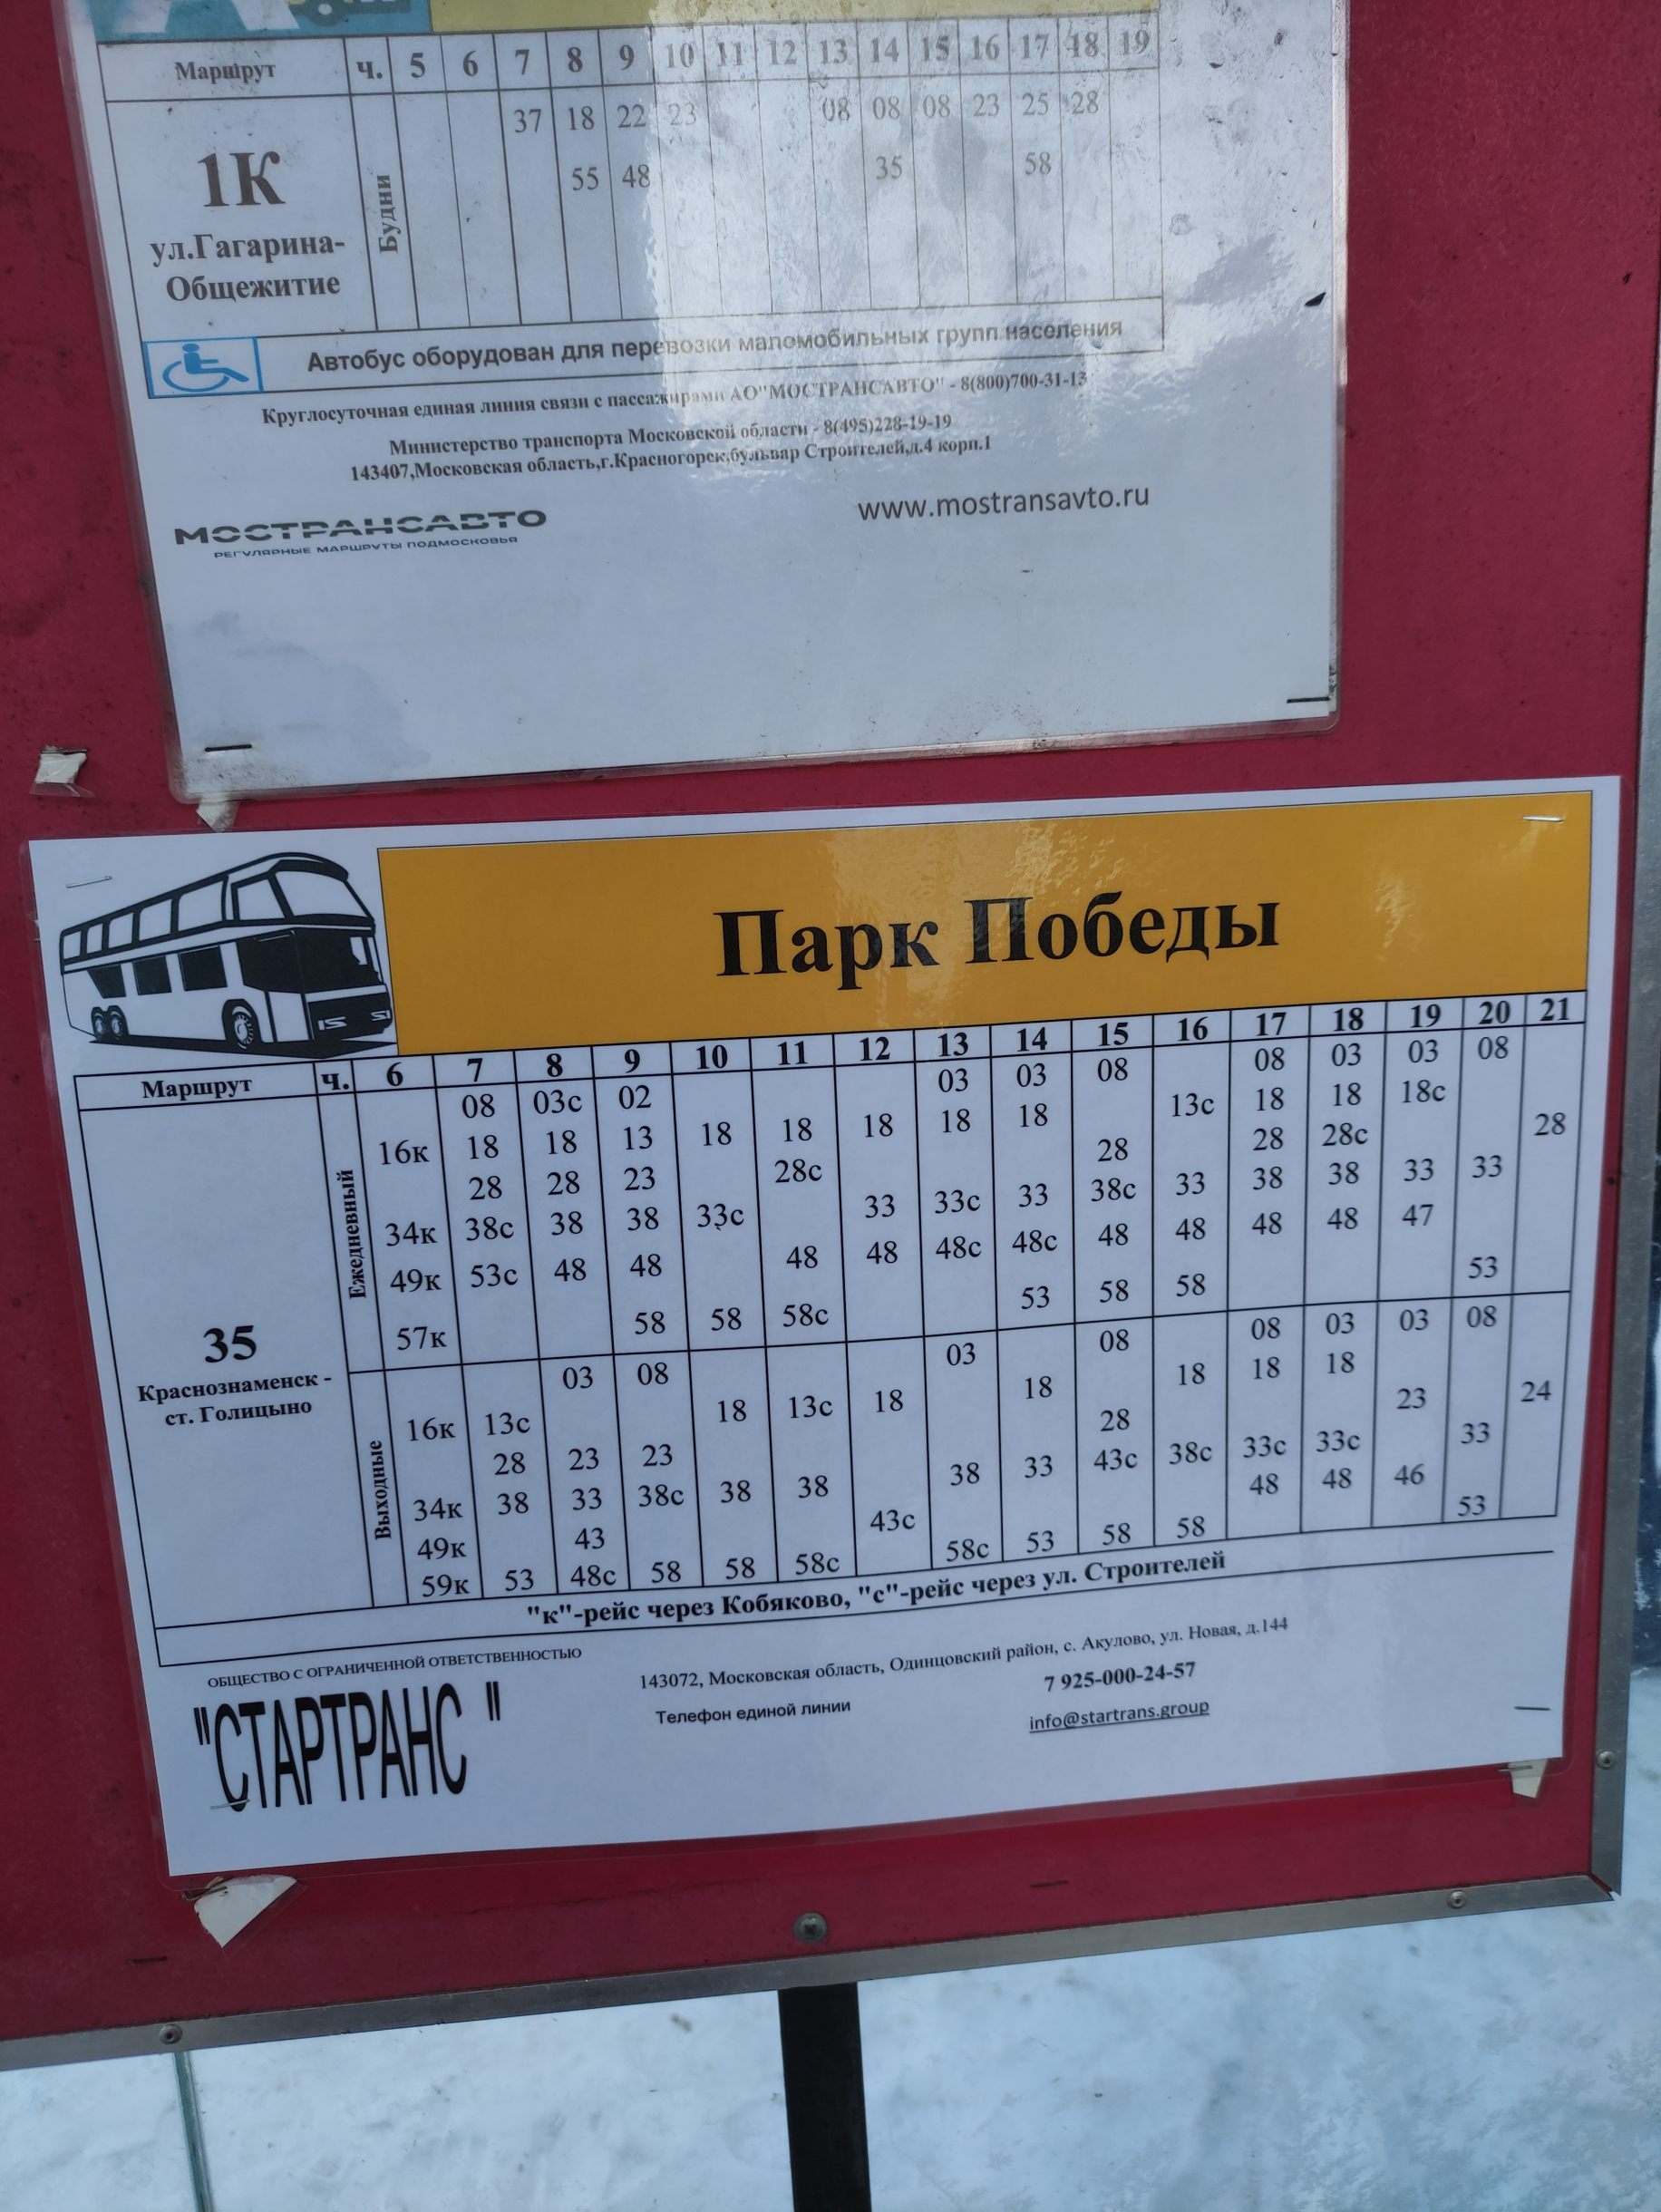 Маршрут ч. 5 6 7 8 9 10 11 12 13 14 15 16 17 18 19
37 18 22 23 08 08 08 23 25 28
1К
55 48 35 58
Будни
ул.Гагарина-
Общежитие
Автобус оборудован для перевозки маломобильных групп населения
Круглосуточная единая линия связи с пассажирами АО"МОСТРАНСАВТО" - 8(800)700-31-13
Министерство транспорта Московской области - 8(495)228-19-19
143407,Московская область,г.Красногорск,бульвар Строителей,д.4 корп.1
МОСТРАНСАВТО
РЕГУЛЯРНЫЕ МАРШРУТЫ ПОДМОСКОВЬЯ
www.mostransavto.ru
Парк Победы
Маршрут ч. 6 7 8 9 10 11 12 13 14 15 16 17 18 19 20 21
35
Краснознаменск -
ст. Голицыно
Ежедневный
08 03с 02 03 03 08 08 03 03 08
16к 18 18 13 18 18 18 18 18 13с 18 18 18с 28
28 28 23 28с 28 28 28с
34к 38с 38 38 33с 33 33с 33 38с 33 38 38 33 33
49к 53с 48 48 48 48 48с 48с 48 48 48 48 47
57к 58 58 58с 53 58 58 53
Выходные
03 08 03 08 08 03 03 08
16к 13с 18 13с 18 18 18 18 18 24
28 23 23 28 23
34к 38 33 38с 38 38 38 33 43с 38с 33с 33с 33
49к 43 43с 48 48 46
59к 53 48с 58 58 58с 58с 53 58 58 53
"к"-рейс через Кобяково, "с"-рейс через ул. Строителей
ОБЩЕСТВО С ОГРАНИЧЕННОЙ ОТВЕТСТВЕННОСТЬЮ
"СТАРТРАНС "
143072, Московская область, Одинцовский район, с. Акулово, ул. Новая, д.144
Телефон единой линии 7 925-000-24-57
info@startrans.group